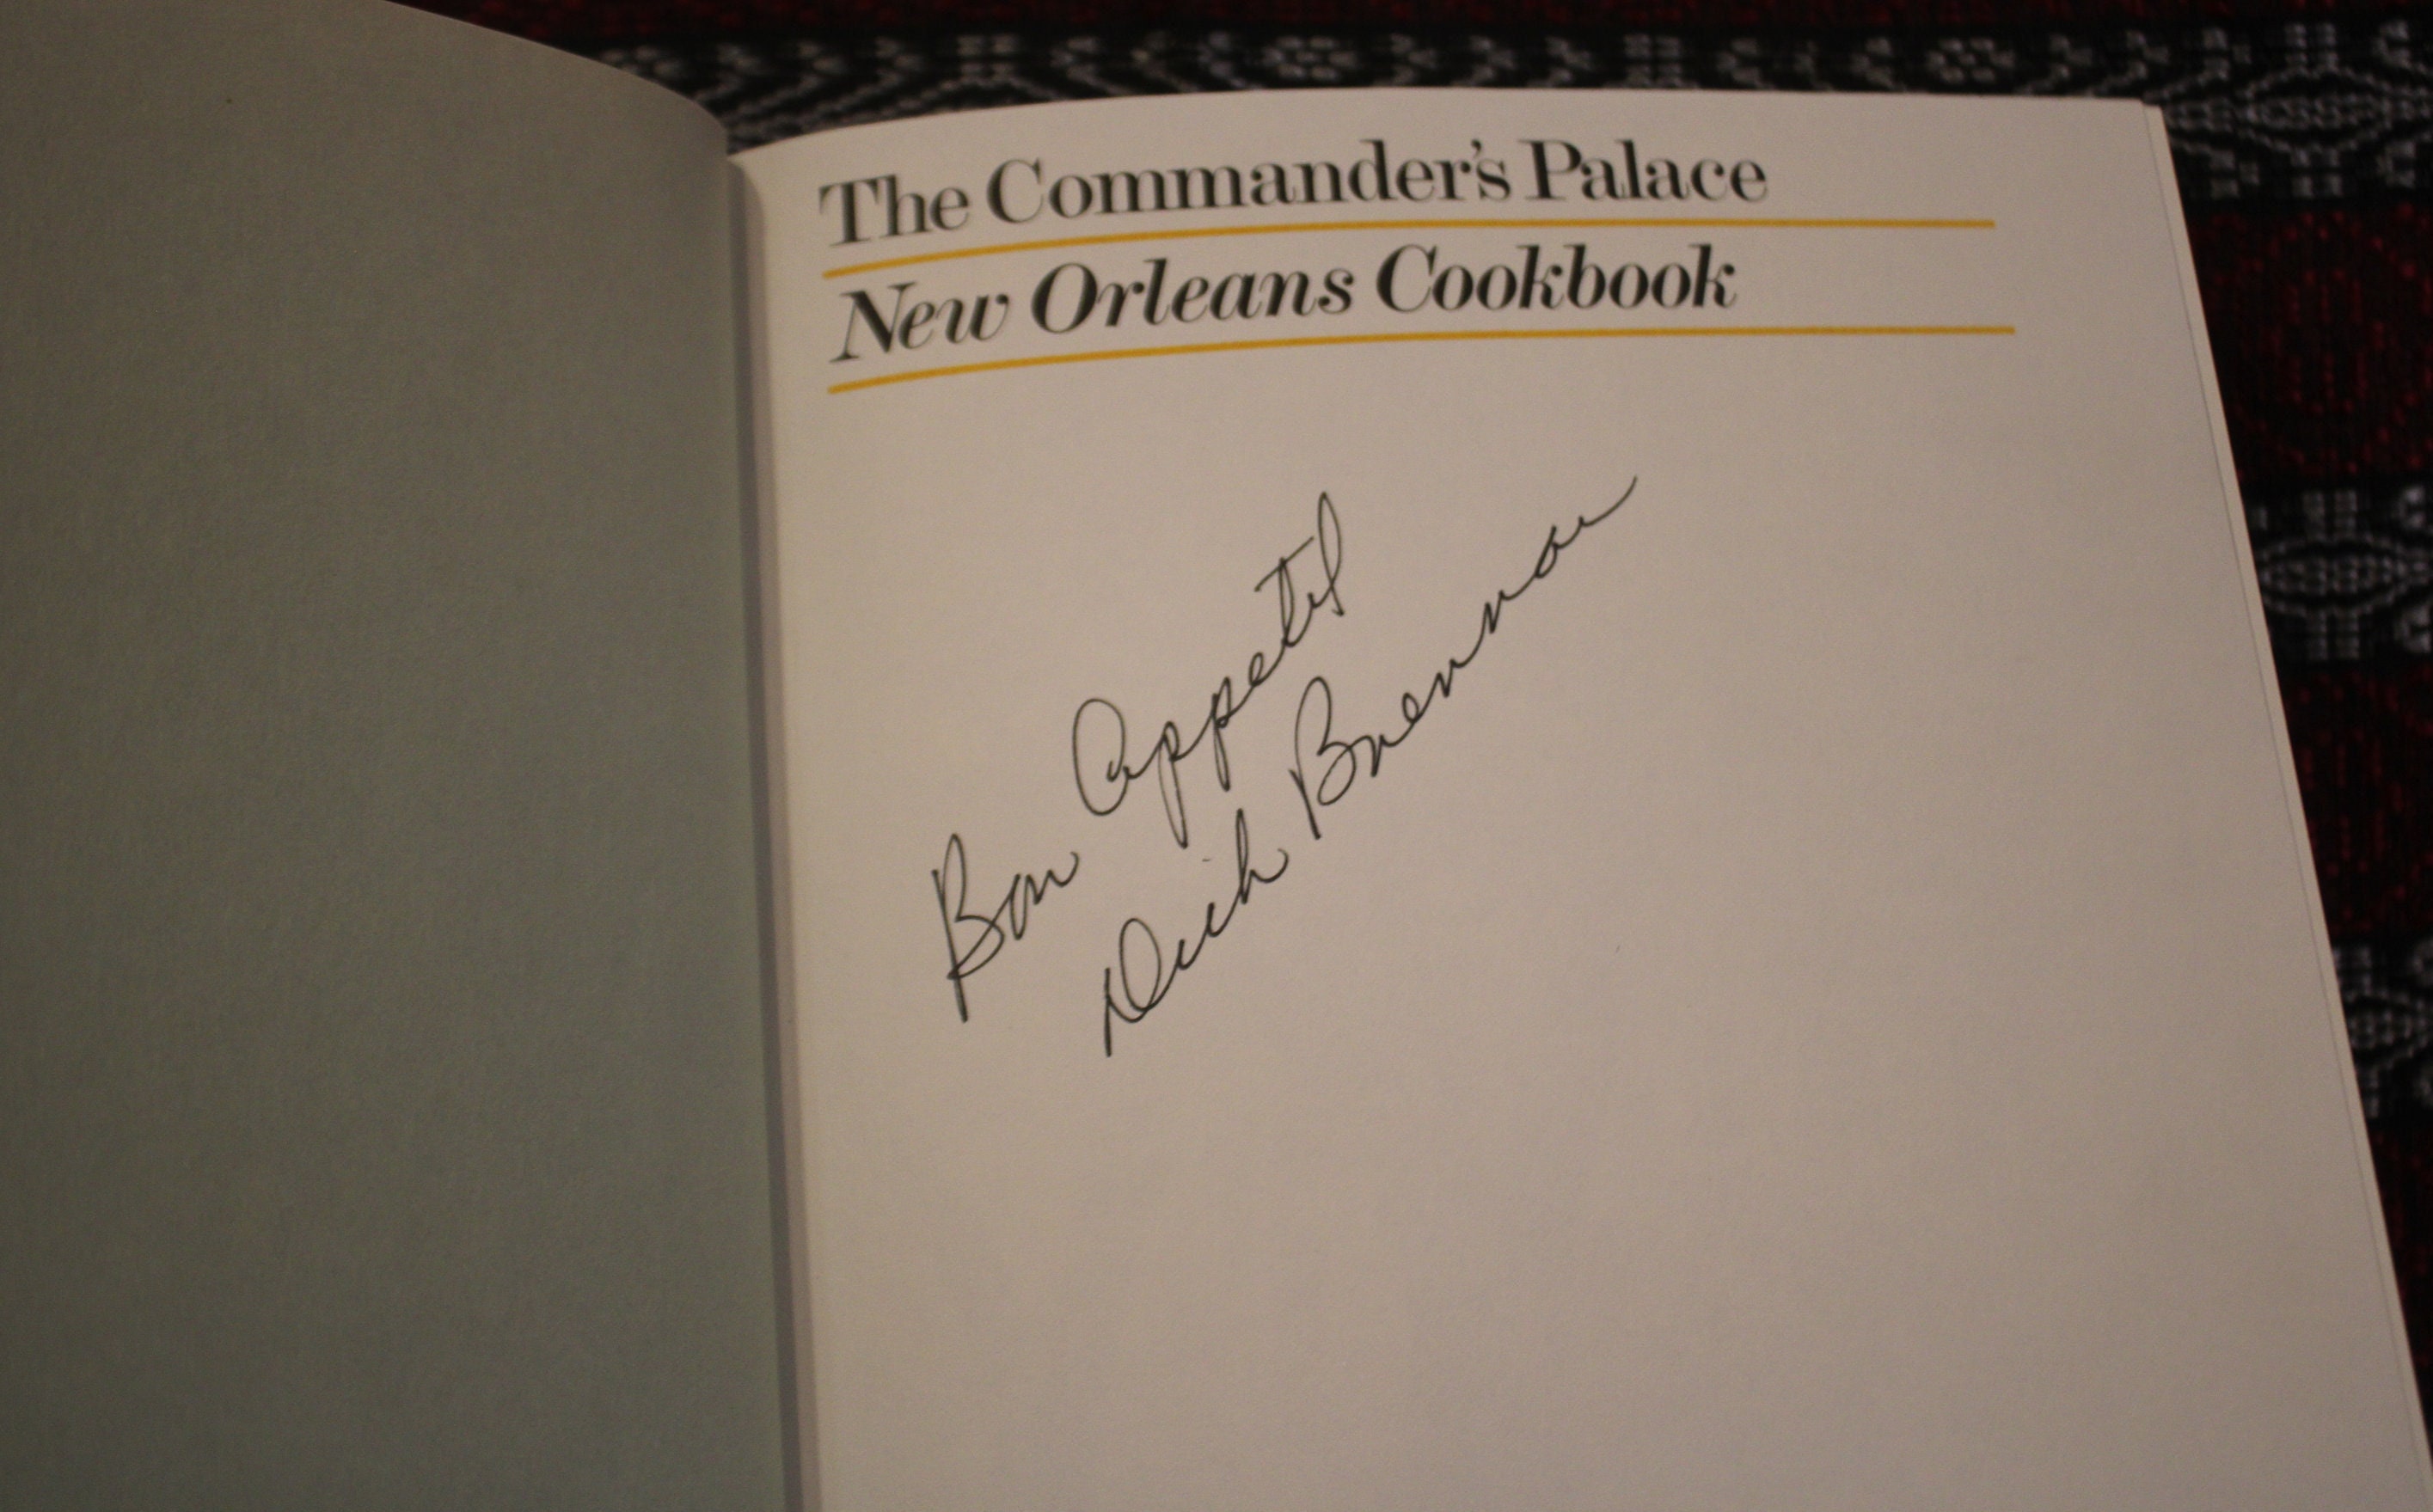 The Commander's Palace
New Orleans Cookbook
Bon Appetit
Dick Brennan